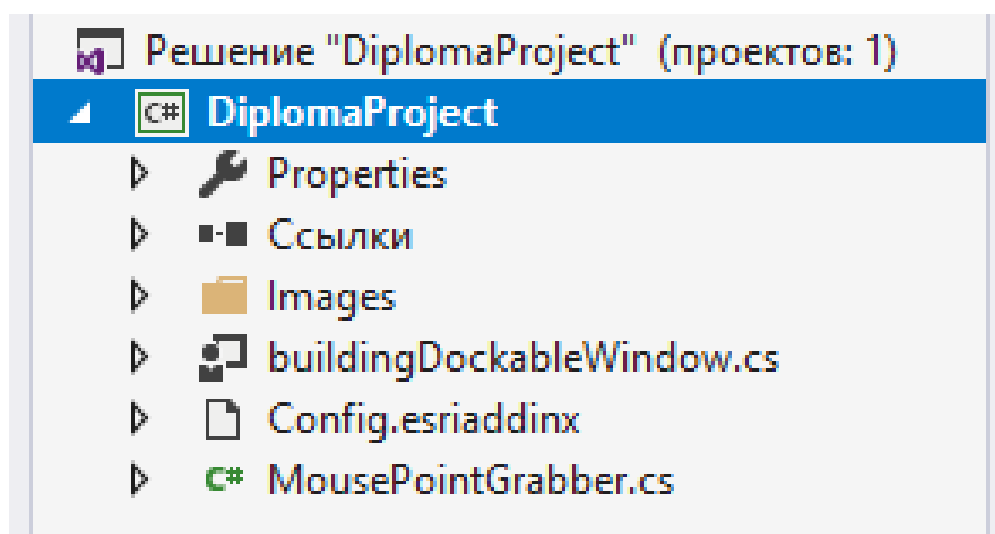 Решение "DiplomaProject" (проектов: 1)
C# DiplomaProject
Properties
Ссылки
Images
buildingDockableWindow.cs
Config.esriaddinx
C# MousePointGrabber.cs